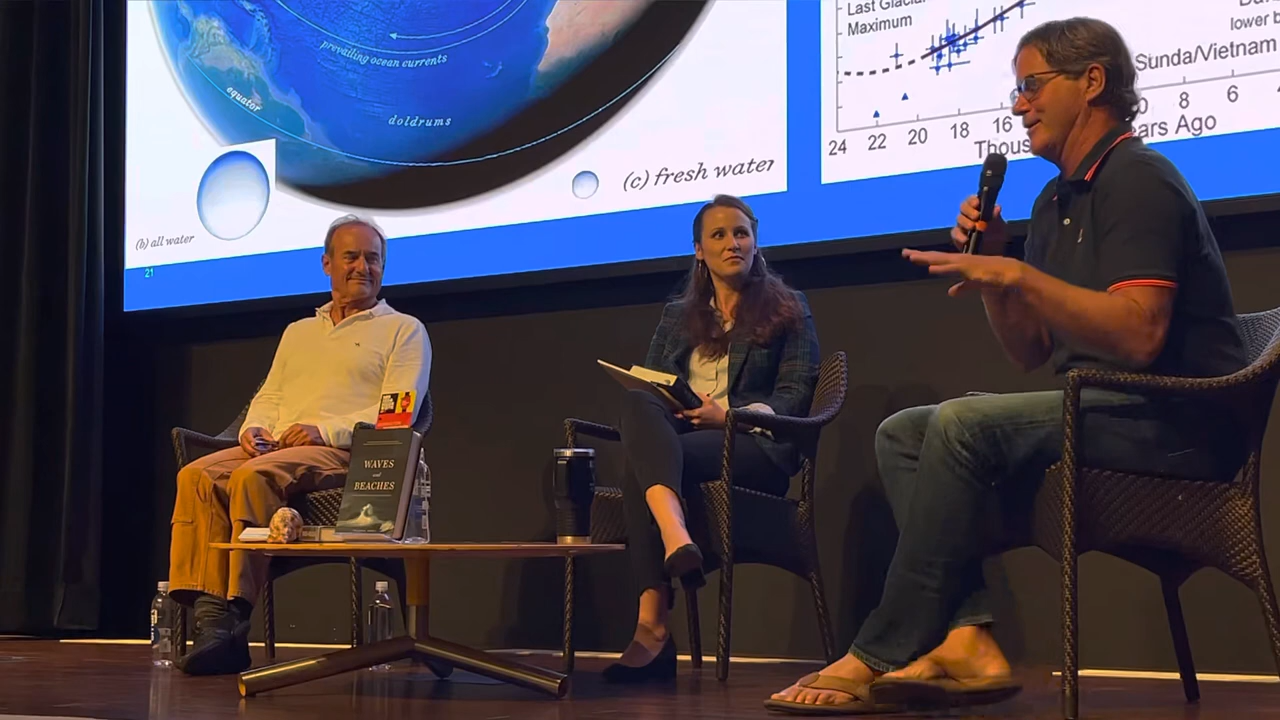 prevailing ocean currents
equator
doldrums
(b) all water
(c) fresh water
21
Last Glacial
Maximum
lower b
Sunda/Vietnam
24 22 20 18 16 8 6
Thous ears Ago
WAVES
and
BEACHES